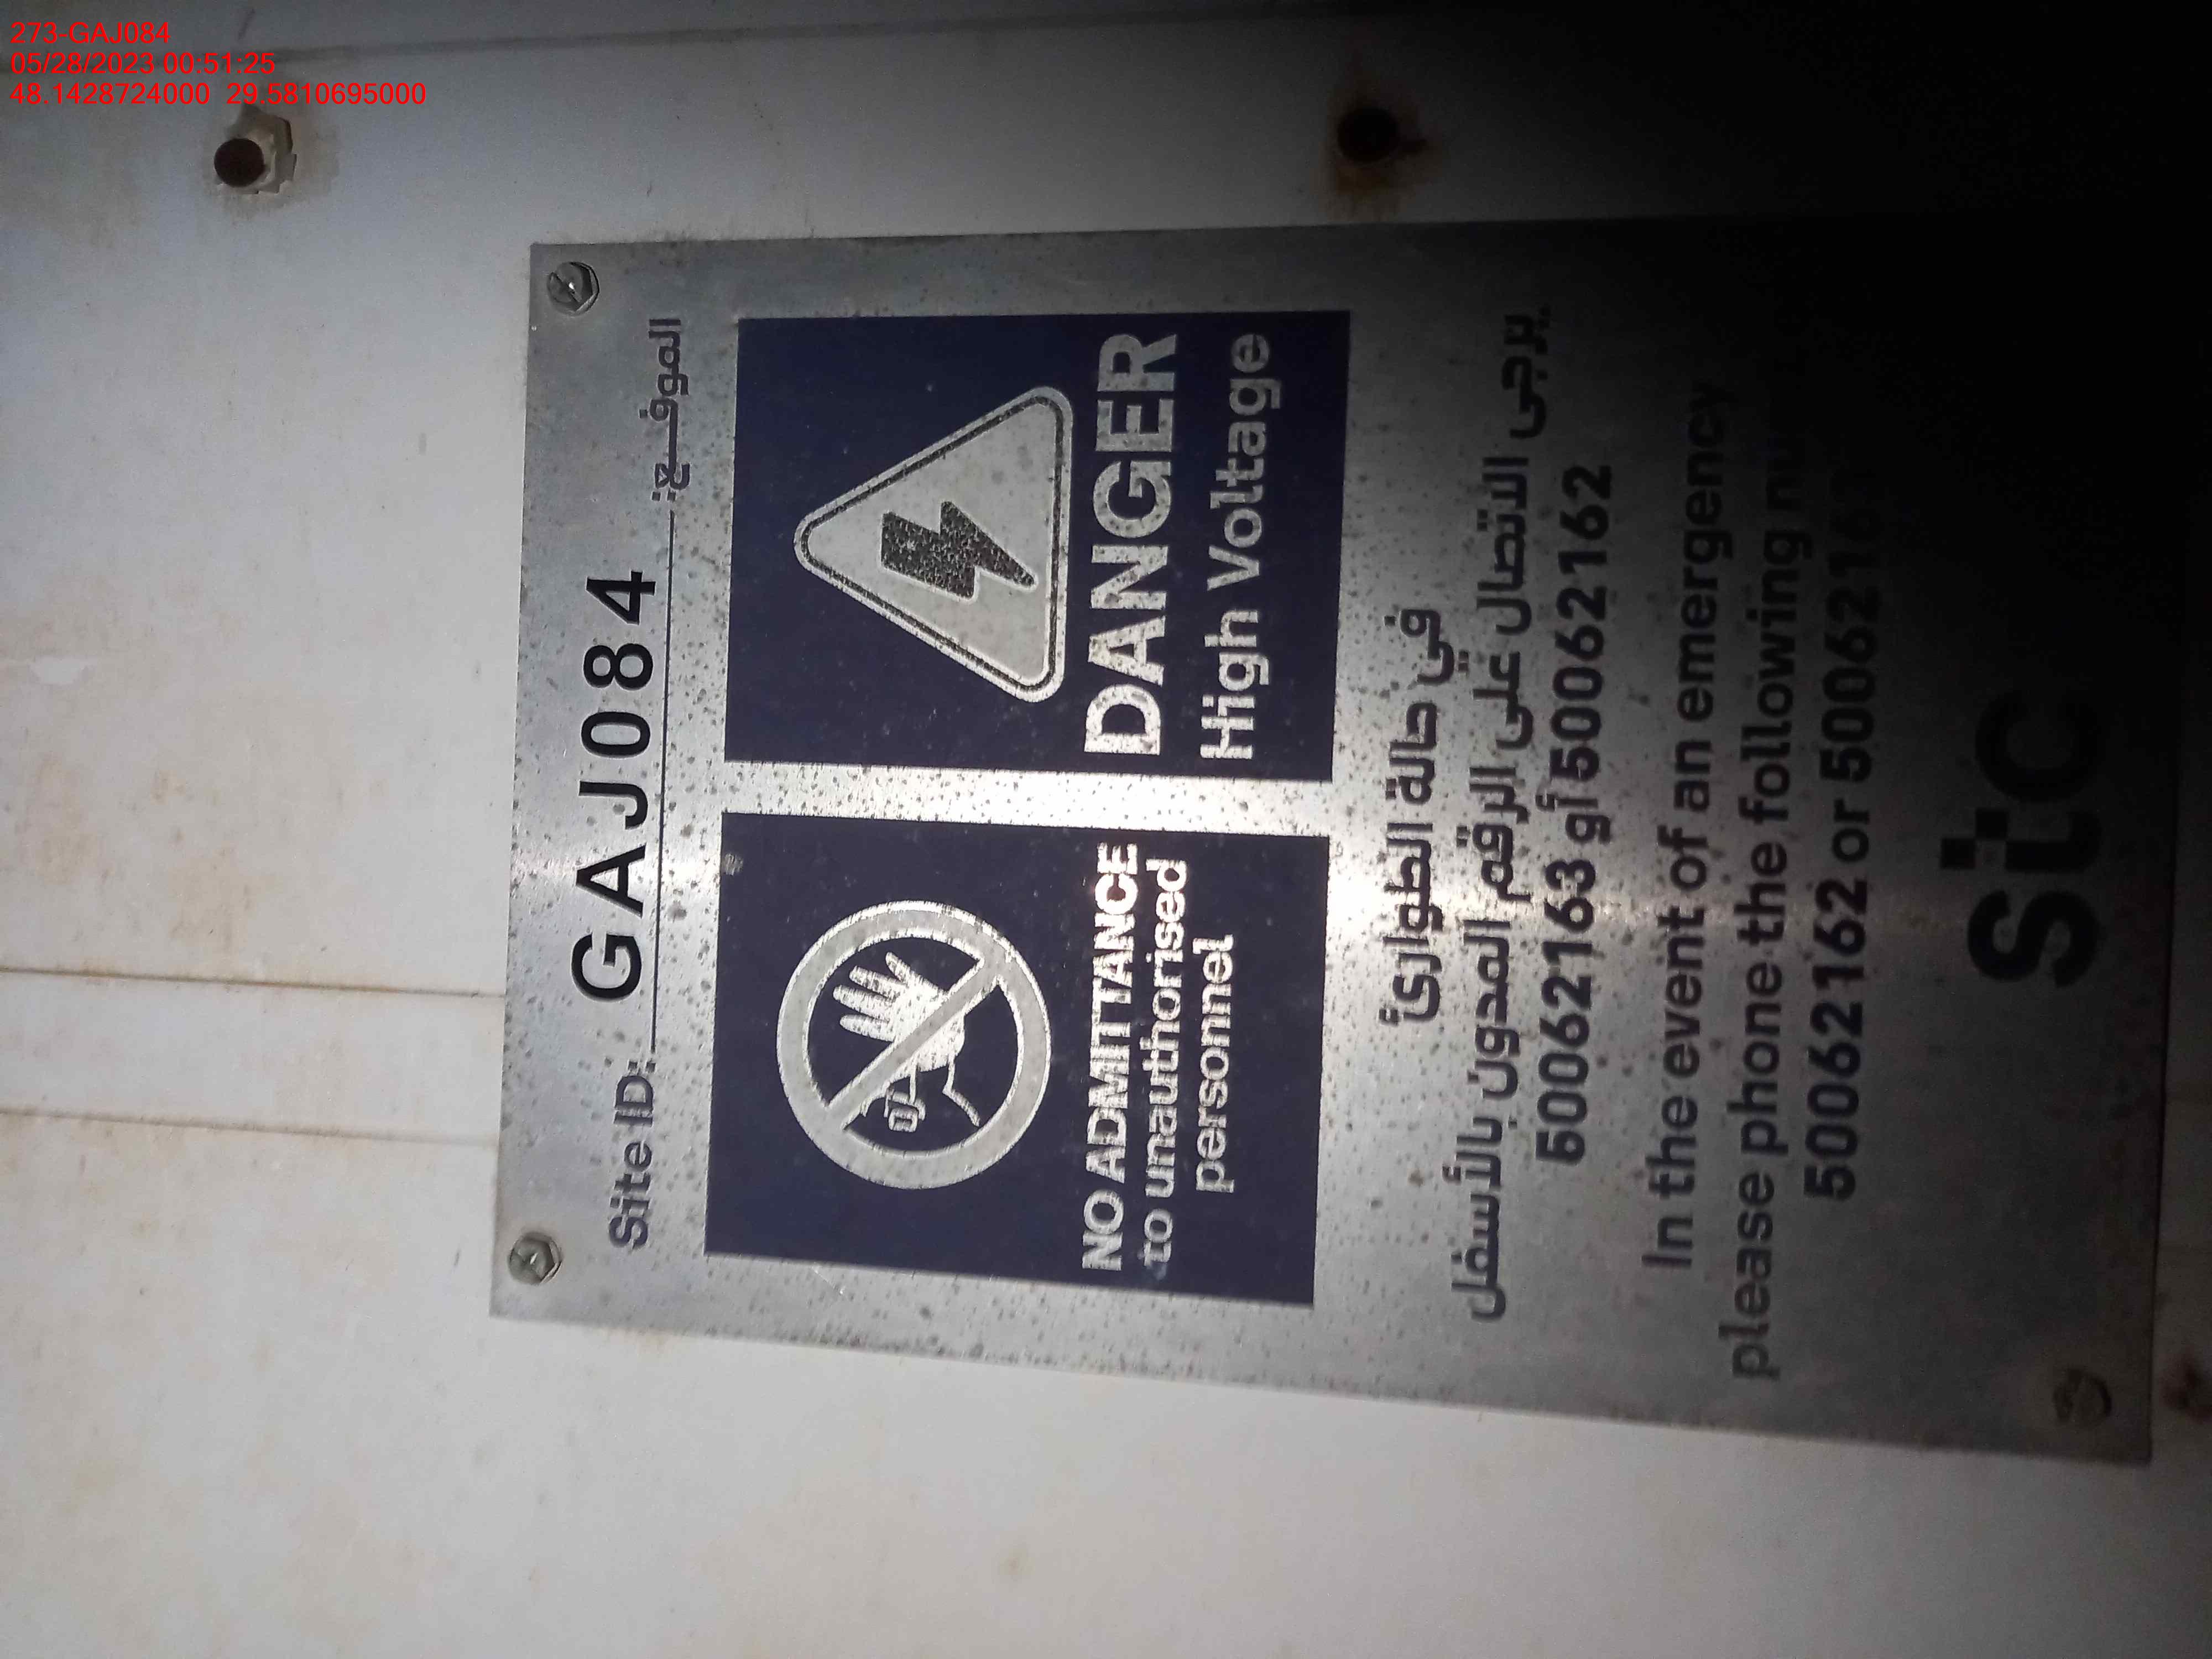 273-GAJ084
05/28/2023 00:51:25
48.1428724000 29.5810695000
Site ID: GAJ084 الموقـــع:
NO ADMITTANCE
to unauthorised
personnel
DANGER
High Voltage
في حالة الطوارئ
يرجى الاتصال على الرقم المدون بالأسفل
50062163 أو 50062162
In the event of an emergency
please phone the following
50062162 or
stc